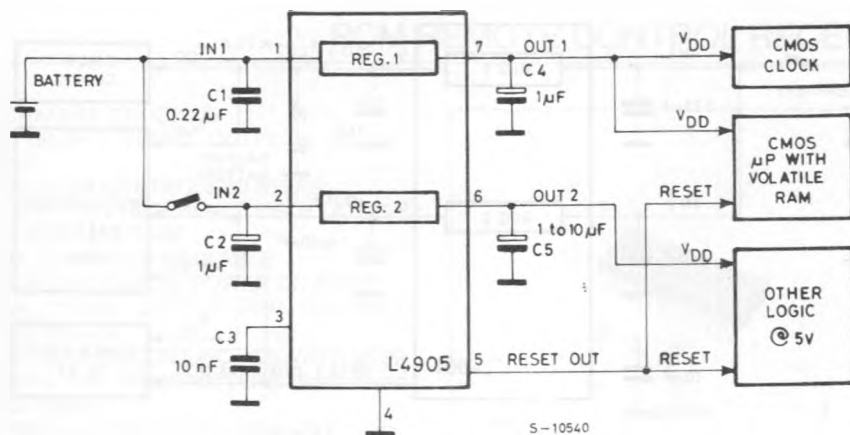 IN1
1
REG. 1
7
OUT 1
VDD
CMOS
CLOCK
BATTERY
C1
0.22µF
C4
1µF
VDD
CMOS
µP WITH
VOLATILE
RAM
IN2
2
REG. 2
6
OUT 2
RESET
C2
1µF
1 to 10µF
C5
VDD
OTHER
LOGIC
@ 5V
C3
10 nF
3
L4905
5
RESET OUT
RESET
4
S-10540